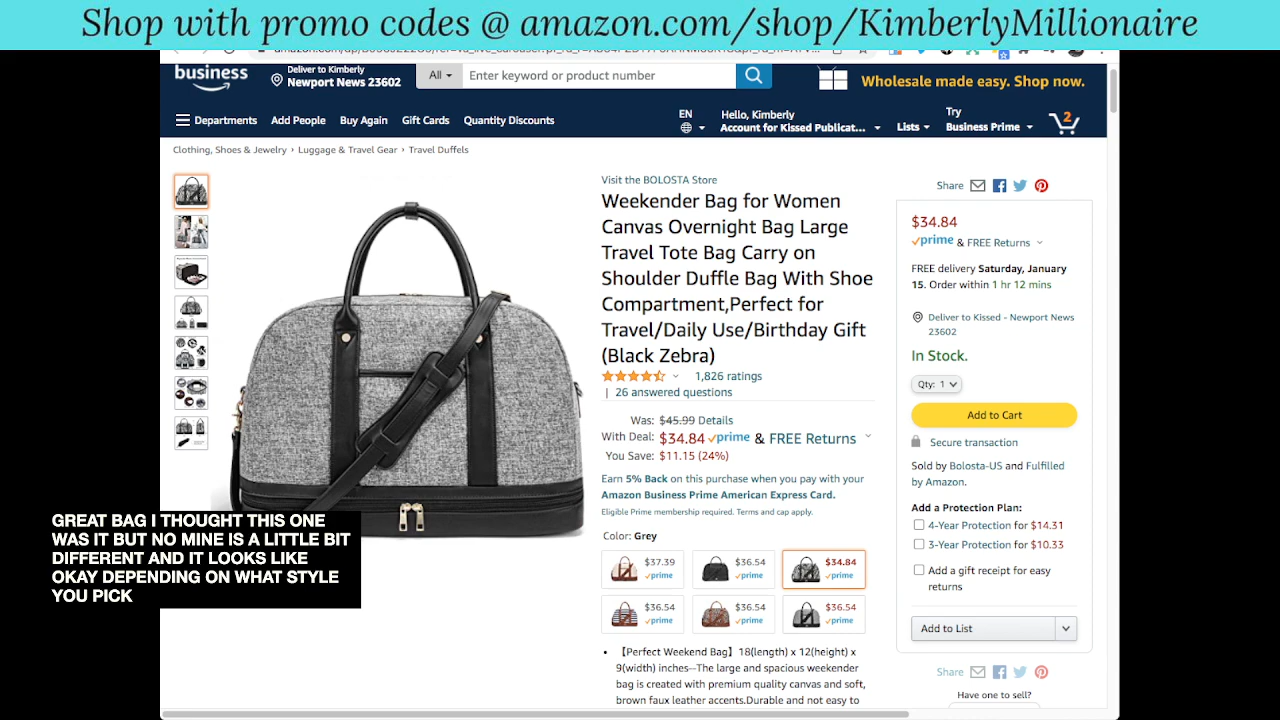 Shop with promo codes @ amazon.com/shop/KimberlyMillionaire
business
Deliver to Kimberly
Newport News 23602
All
Enter keyword or product number
Wholesale made easy. Shop now.
Departments
Add People
Buy Again
Gift Cards
Quantity Discounts
EN
Hello, Kimberly
Account for Kissed Publicat...
Lists
Try
Business Prime
2
Clothing, Shoes & Jewelry › Luggage & Travel Gear › Travel Duffels
Visit the BOLOSTA Store
Weekender Bag for Women
Canvas Overnight Bag Large
Travel Tote Bag Carry on
Shoulder Duffle Bag With Shoe
Compartment,Perfect for
Travel/Daily Use/Birthday Gift
(Black Zebra)
1,826 ratings
| 26 answered questions
Was: $45.99 Details
With Deal: $34.84 prime & FREE Returns
You Save: $11.15 (24%)
Earn 5% Back on this purchase when you pay with your
Amazon Business Prime American Express Card.
Eligible Prime membership required. Terms and cap apply.
Color: Grey
$37.39
prime
$36.54
prime
$34.84
prime
$36.54
prime
$36.54
prime
$36.54
prime
• 【Perfect Weekend Bag】18(length) x 12(height) x
9(width) inches--The large and spacious weekender
bag is created with premium quality canvas and soft,
brown faux leather accents.Durable and not easy to
Share
$34.84
prime & FREE Returns
FREE delivery Saturday, January
15. Order within 1 hr 12 mins
Deliver to Kissed - Newport News
23602
In Stock.
Qty: 1
Add to Cart
Secure transaction
Sold by Bolosta-US and Fulfilled
by Amazon.
Add a Protection Plan:
4-Year Protection for $14.31
3-Year Protection for $10.33
Add a gift receipt for easy
returns
Add to List
Share
Have one to sell?
GREAT BAG I THOUGHT THIS ONE
WAS IT BUT NO MINE IS A LITTLE BIT
DIFFERENT AND IT LOOKS LIKE
OKAY DEPENDING ON WHAT STYLE
YOU PICK